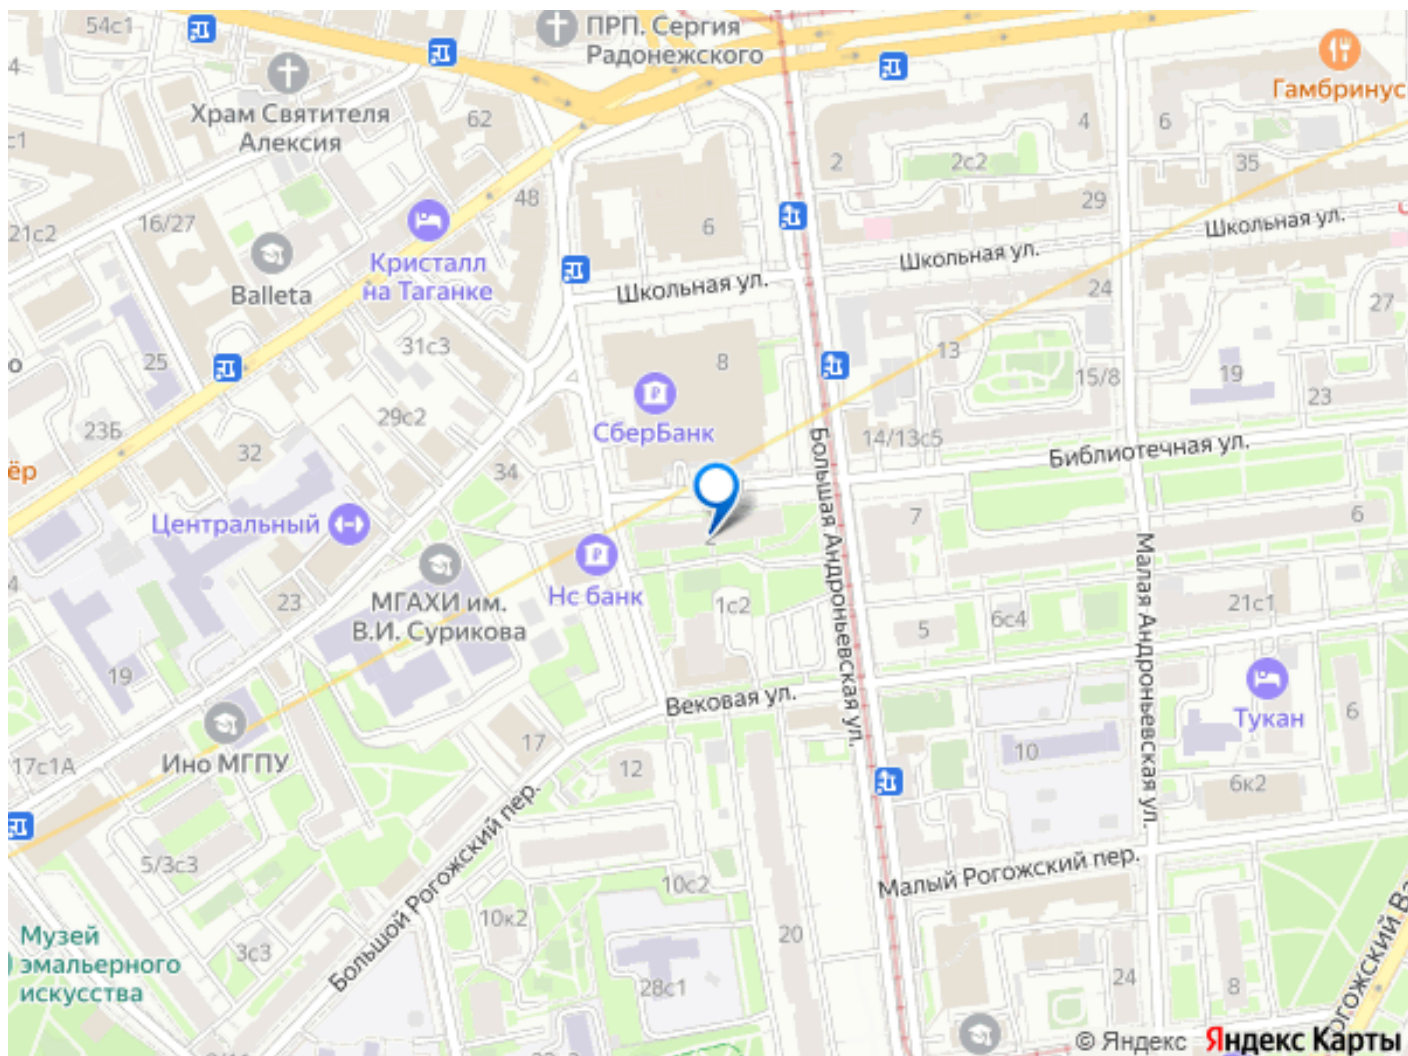 54с1
ПРП. Сергия
Радонежского
Гамбринус
4
Храм Святителя
Алексия
62
4
6
2
2с2
35
с1
48
29
16/27
6
21с2
Школьная ул.
Школьная ул.
Кристалл
на Таганке
Balleta
Школьная ул.
24
27
о
25
31с3
8
13
15/8
19
23
29с2
23Б
СберБанк
14/13с5
Библиотечная ул.
ёр
32
34
Большая Андроньевская ул.
Центральный
7
6
2
Малая Андроньевская ул.
4
23
МГАХИ им.
В.И. Сурикова
Нс банк
1с2
5
6с4
21с1
19
Вековая ул.
Тукан
6
17с1А
Ино МГПУ
17
12
10
6к2
Большой Рогожский пер.
5/3с3
Малый Рогожский пер.
10с2
10к2
Музей
эмальерного
искусства
3с3
20
28с1
24
8
© Яндекс Яндекс Карты